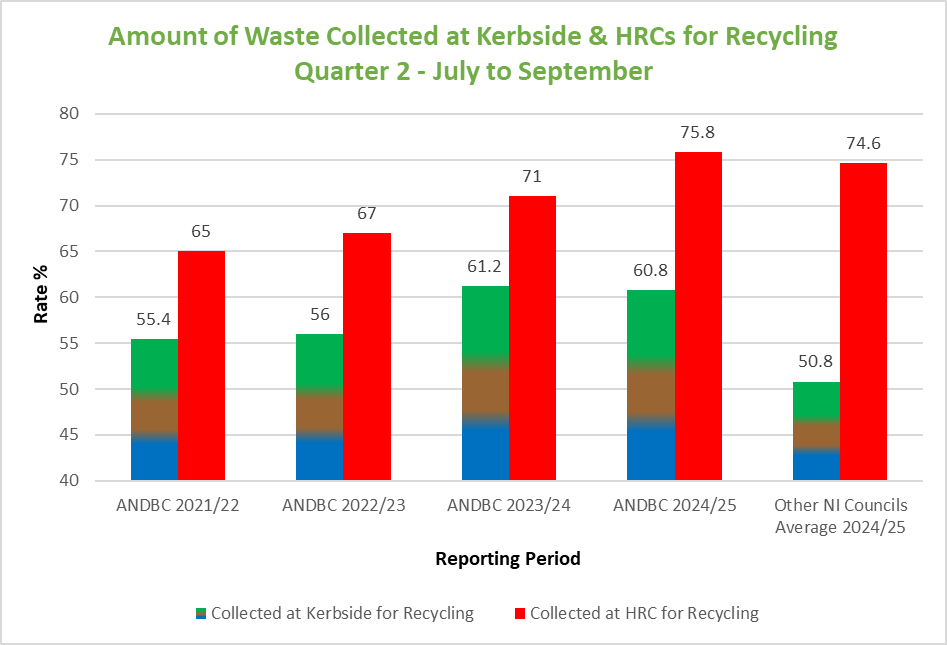 Amount of Waste Collected at Kerbside & HRCs for Recycling
Quarter 2 - July to September
80
75
70
65
60
55
50
45
40
Rate %
55.4
65
56
67
61.2
71
60.8
75.8
50.8
74.6
ANDBC 2021/22
ANDBC 2022/23
ANDBC 2023/24
ANDBC 2024/25
Other NI Councils
Average 2024/25
Reporting Period
Collected at Kerbside for Recycling
Collected at HRC for Recycling